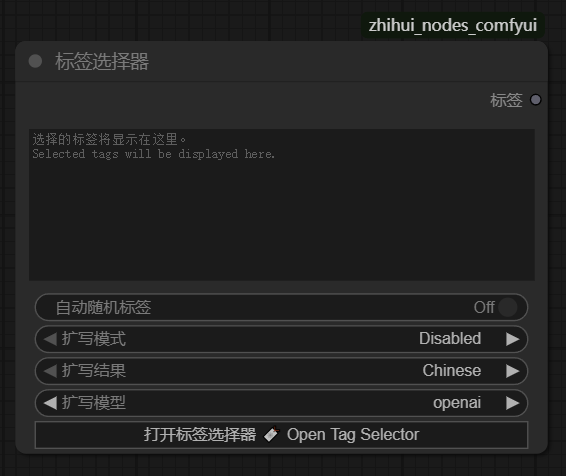 zhihui_nodes_comfyui
标签选择器
标签
选择的标签将显示在这里。
Selected tags will be displayed here.
自动随机标签 Off
扩写模式 Disabled
扩写结果 Chinese
扩写模型 openai
打开标签选择器 Open Tag Selector